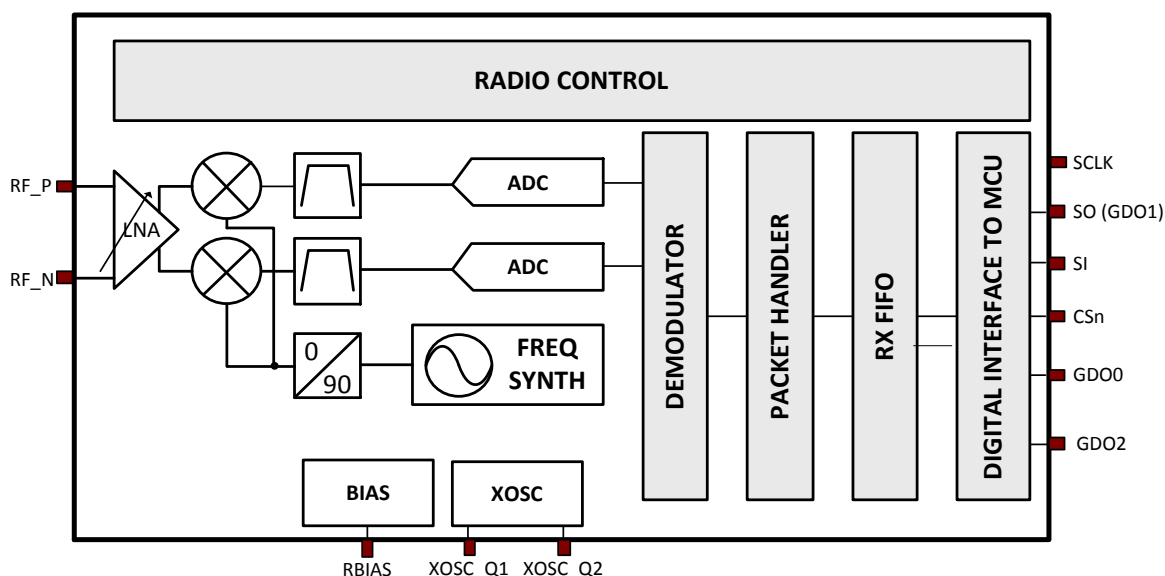 RADIO CONTROL
RF_P
RF_N
LNA
ADC
ADC
0
90
FREQ
SYNTH
BIAS
XOSC
DEMODULATOR
PACKET HANDLER
RX FIFO
DIGITAL INTERFACE TO MCU
SCLK
SO (GDO1)
SI
CSn
GDO0
GDO2
RBIAS
XOSC_Q1
XOSC_Q2